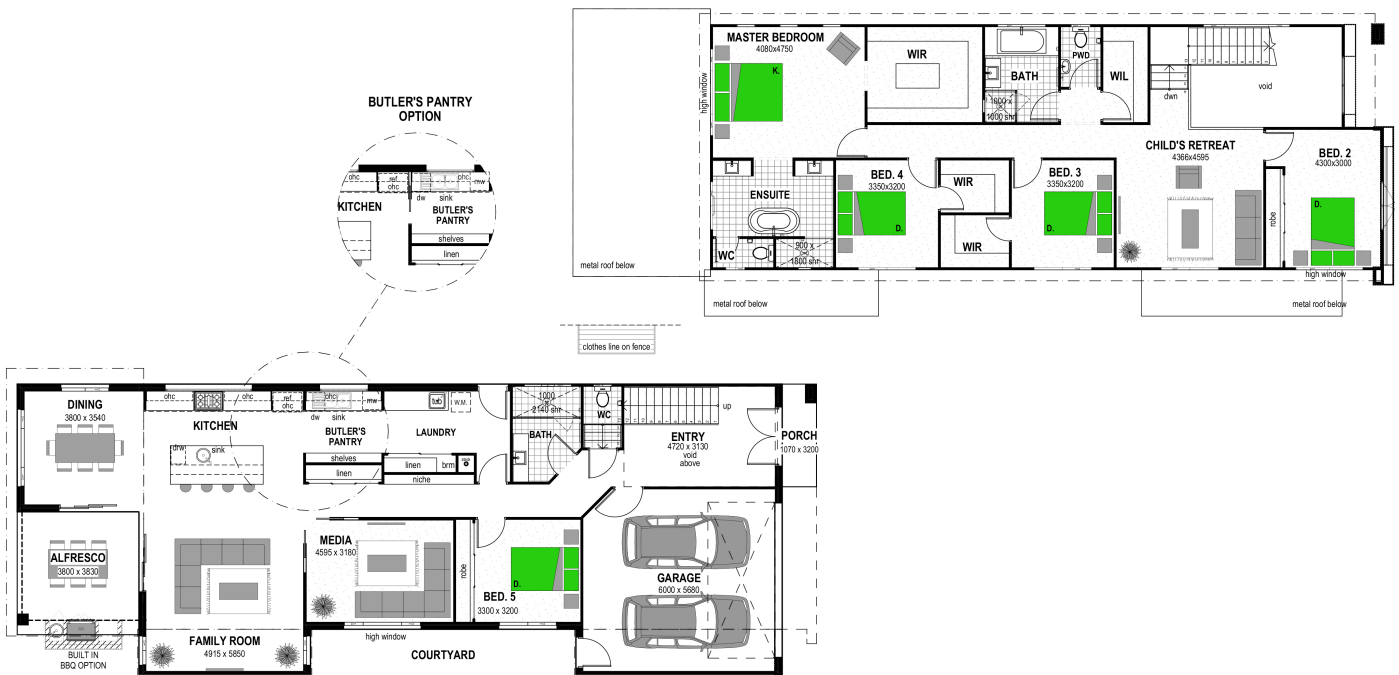 BUTLER'S PANTRY
OPTION
ohc
ref.
ohc
ohc
mw
dw
sink
KITCHEN
BUTLER'S
PANTRY
shelves
linen
MASTER BEDROOM
4080x4750
K.
high window
WIR
BATH
1000 x
1000 shr
PWD
WIL
dwn
void
CHILD'S RETREAT
4366x4595
BED. 2
4300x3000
D.
robe
high window
ENSUITE
WC
900 x
1800 shr
BED. 4
3350x3200
D.
WIR
WIR
BED. 3
3350x3200
D.
metal roof below
metal roof below
metal roof below
clothes line on fence
DINING
3800 x 3540
ohc
ohc
ref.
ohc
ohc
mw
KITCHEN
drw
sink
dw
sink
BUTLER'S
PANTRY
shelves
linen
tub
W.M.
LAUNDRY
linen
brm
niche
1000
x
2140 shr
BATH
WC
up
ENTRY
4720 x 3130
void
above
PORCH
1070 x 3200
ALFRESCO
3800 x 3830
BUILT IN
BBQ OPTION
FAMILY ROOM
4915 x 5850
MEDIA
4595 x 3180
high window
robe
D.
BED. 5
3300 x 3200
COURTYARD
GARAGE
6000 x 5680